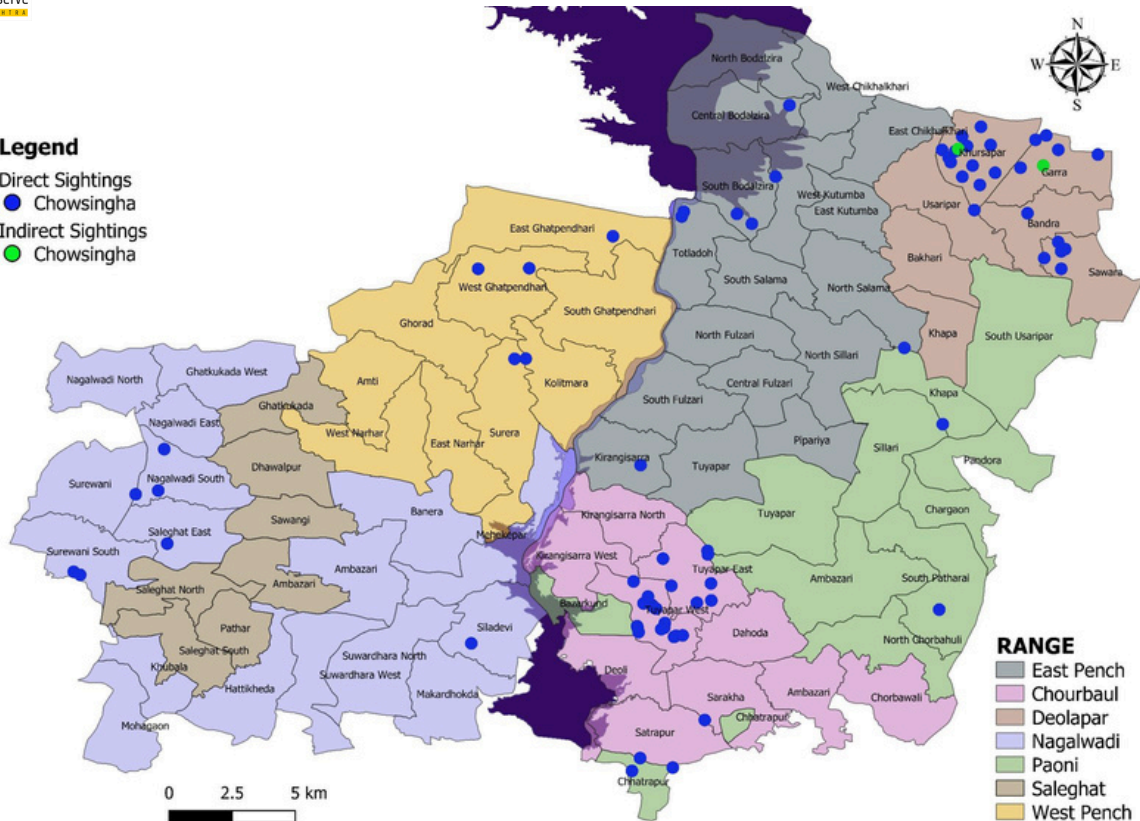 H T R A
N
W E
S
Legend
Direct Sightings
Chowsingha
Indirect Sightings
Chowsingha
North Bodalzira
West Chikhalkhari
Central Bodalzira
East Chikhalkhari
Khursapar
Garra
South Bodalzira
West Kutumba
East Kutumba
Usaripar
Bandra
East Ghatpendhari
Totladoh
Bakhari
Sawara
South Salama
North Salama
West Ghatpendhari
South Ghatpendhari
Ghorad
North Fulzari
Khapa
South Usaripar
North Sillari
Nagalwadi North
Ghatkukada West
Amti
Kolitmara
Central Fulzari
South Fulzari
Khapa
Ghatkukada
Nagalwadi East
West Narhar
East Narhar
Surera
Pipariya
Sillari
Kirangisarra
Tuyapar
Pandora
Dhawalpur
Surewani
Nagalwadi South
Banera
Kirangisarra North
Tuyapar
Chargaon
Sawangi
Saleghat East
Mehekepar
Surewani South
Kirangisarra West
Ambazari
Ambazari
Tuyapar East
Ambazari
South Patharai
Saleghat North
Bazarkund
Tuyapar West
Pathar
Siladevi
Dahoda
North Chorbahuli
Saleghat South
Suwardhara North
Khubala
Suwardhara West
Deoli
Hattikheda
Makardhokda
Sarakha
Ambazari
Chorbawali
Mohagaon
Chhatrapur
Satrapur
Chhatrapur
0 2.5 5 km
RANGE
East Pench
Chourbaul
Deolapar
Nagalwadi
Paoni
Saleghat
West Pench